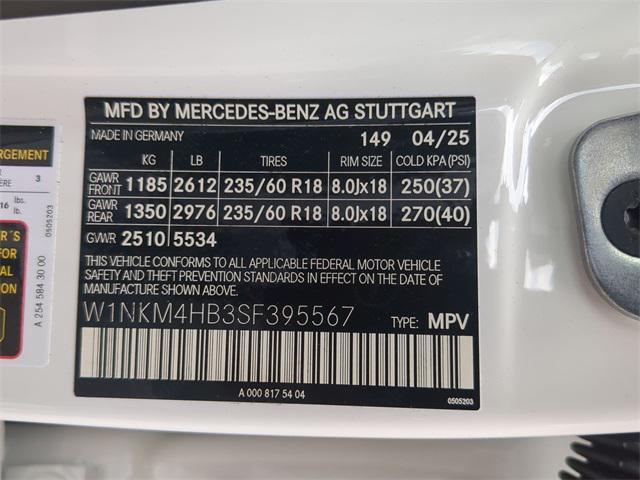 MFD BY MERCEDES-BENZ AG STUTTGART
MADE IN GERMANY 149 04/25
KG LB TIRES RIM SIZE COLD KPA (PSI)
GAWR FRONT 1185 2612 235/60 R18 8.0Jx18 250(37)
GAWR REAR 1350 2976 235/60 R18 8.0Jx18 270(40)
GVWR 2510 5534
THIS VEHICLE CONFORMS TO ALL APPLICABLE FEDERAL MOTOR VEHICLE
SAFETY AND THEFT PREVENTION STANDARDS IN EFFECT ON THE DATE OF
MANUFACTURE SHOWN ABOVE.
W1NKM4HB3SF395567 TYPE: MPV
A 000 817 54 04
0505203
ARGEMENT
3
lbs.
lb.
0505203
A 254 584 30 00